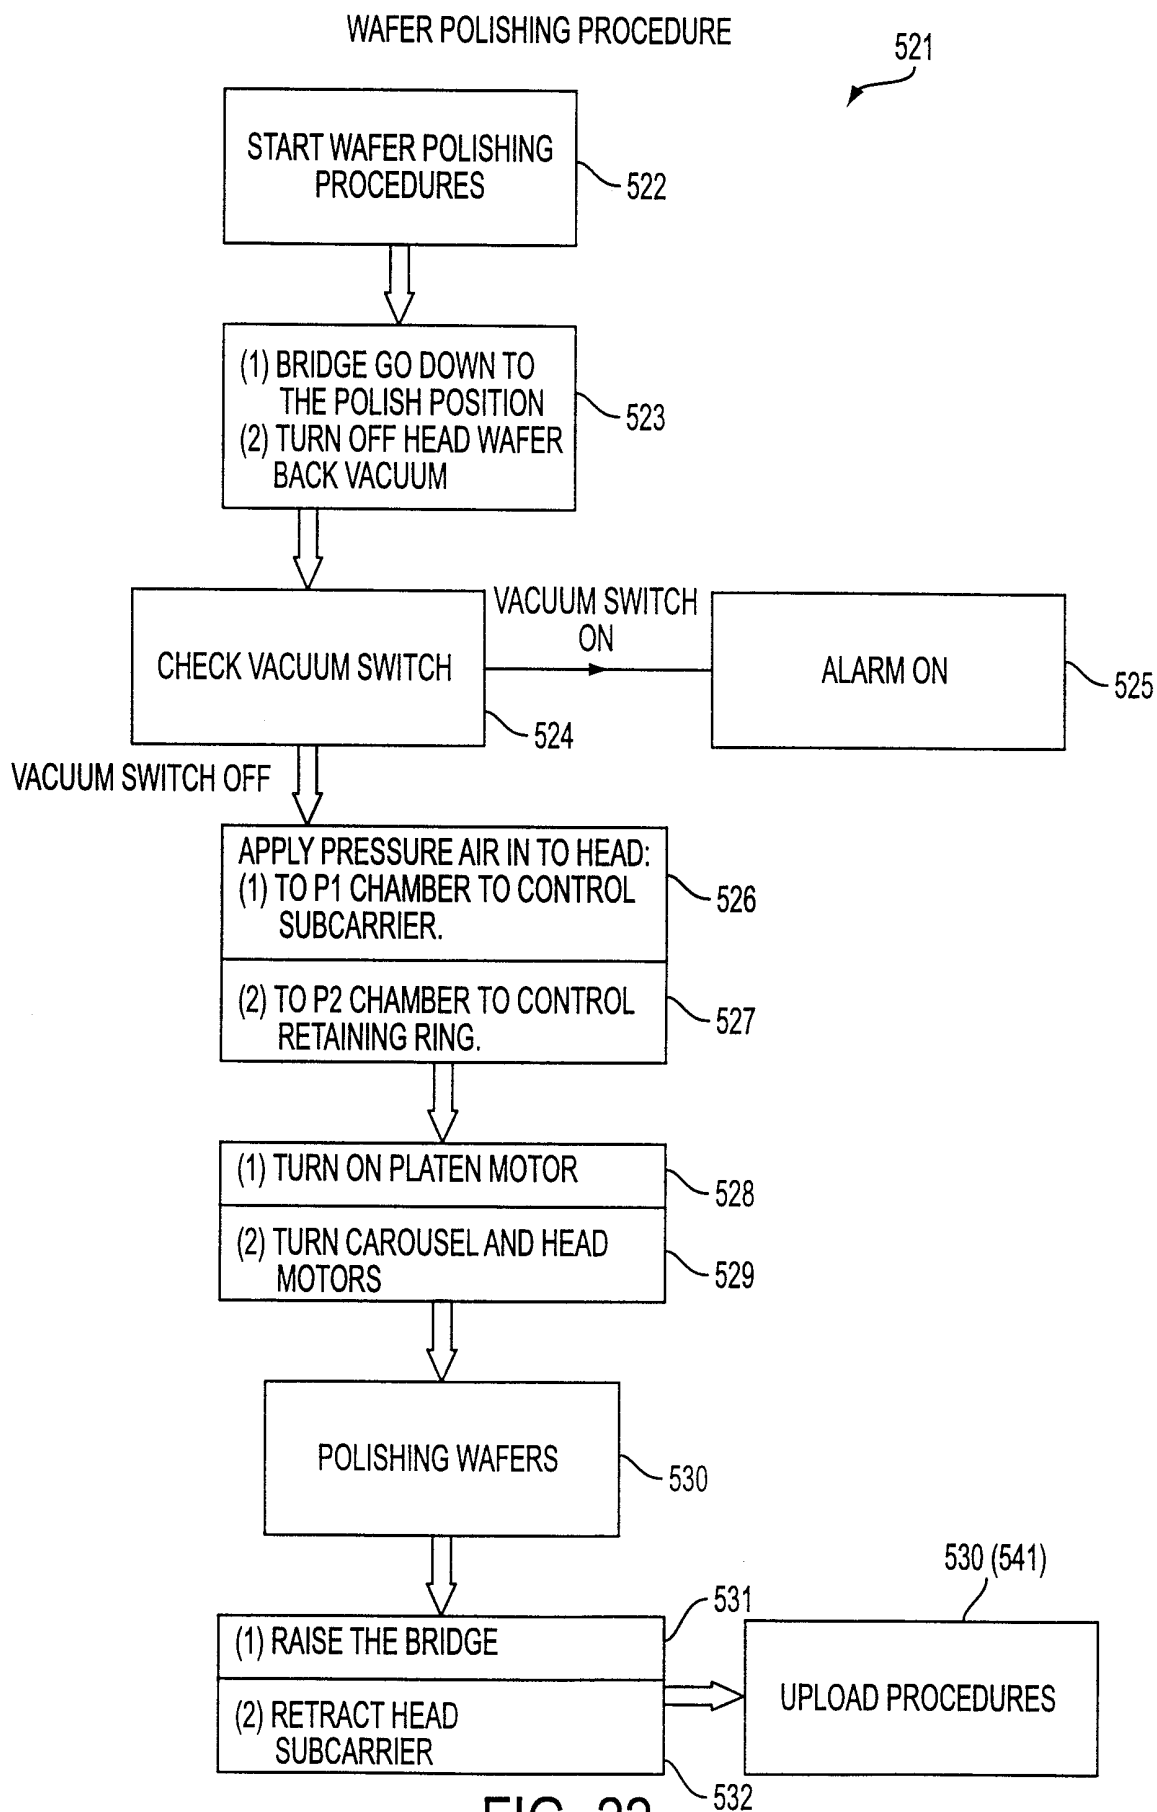 WAFER POLISHING PROCEDURE
521
START WAFER POLISHING
PROCEDURES
522
(1) BRIDGE GO DOWN TO
THE POLISH POSITION
(2) TURN OFF HEAD WAFER
BACK VACUUM
523
VACUUM SWITCH
ON
CHECK VACUUM SWITCH
524
ALARM ON
525
VACUUM SWITCH OFF
APPLY PRESSURE AIR IN TO HEAD:
(1) TO P1 CHAMBER TO CONTROL
SUBCARRIER.
526
(2) TO P2 CHAMBER TO CONTROL
RETAINING RING.
527
(1) TURN ON PLATEN MOTOR
528
(2) TURN CAROUSEL AND HEAD
MOTORS
529
POLISHING WAFERS
530
(1) RAISE THE BRIDGE
531
(2) RETRACT HEAD
SUBCARRIER
532
530 (541)
UPLOAD PROCEDURES